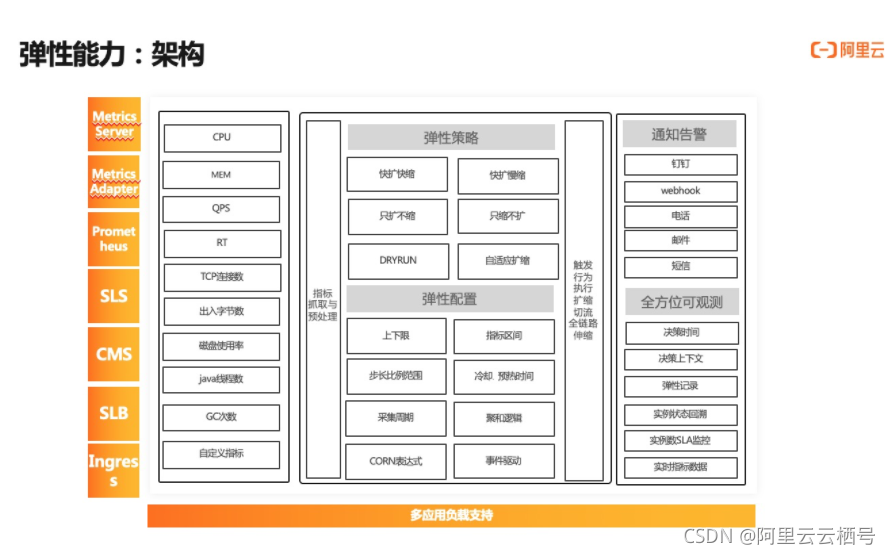 弹性能力：架构
阿里云
Metrics
Server
Metrics
Adapter
Promet
heus
SLS
CMS
SLB
Ingres
s
CPU
MEM
QPS
RT
TCP连接数
出入字节数
磁盘使用率
java线程数
GC次数
自定义指标
指标
抓取与
预处理
弹性策略
快扩快缩
快扩慢缩
只扩不缩
只缩不扩
DRYRUN
自适应扩缩
弹性配置
上下限
指标区间
步长比例范围
冷却、预热时间
采集周期
聚和逻辑
CORN表达式
事件驱动
触发
行为
执行
扩缩
切流
全链路
伸缩
通知告警
钉钉
webhook
电话
邮件
短信
全方位可观测
决策时间
决策上下文
弹性记录
实例状态回溯
实例数SLA监控
实时指标数据
多应用负载支持
CSDN @阿里云云栖号